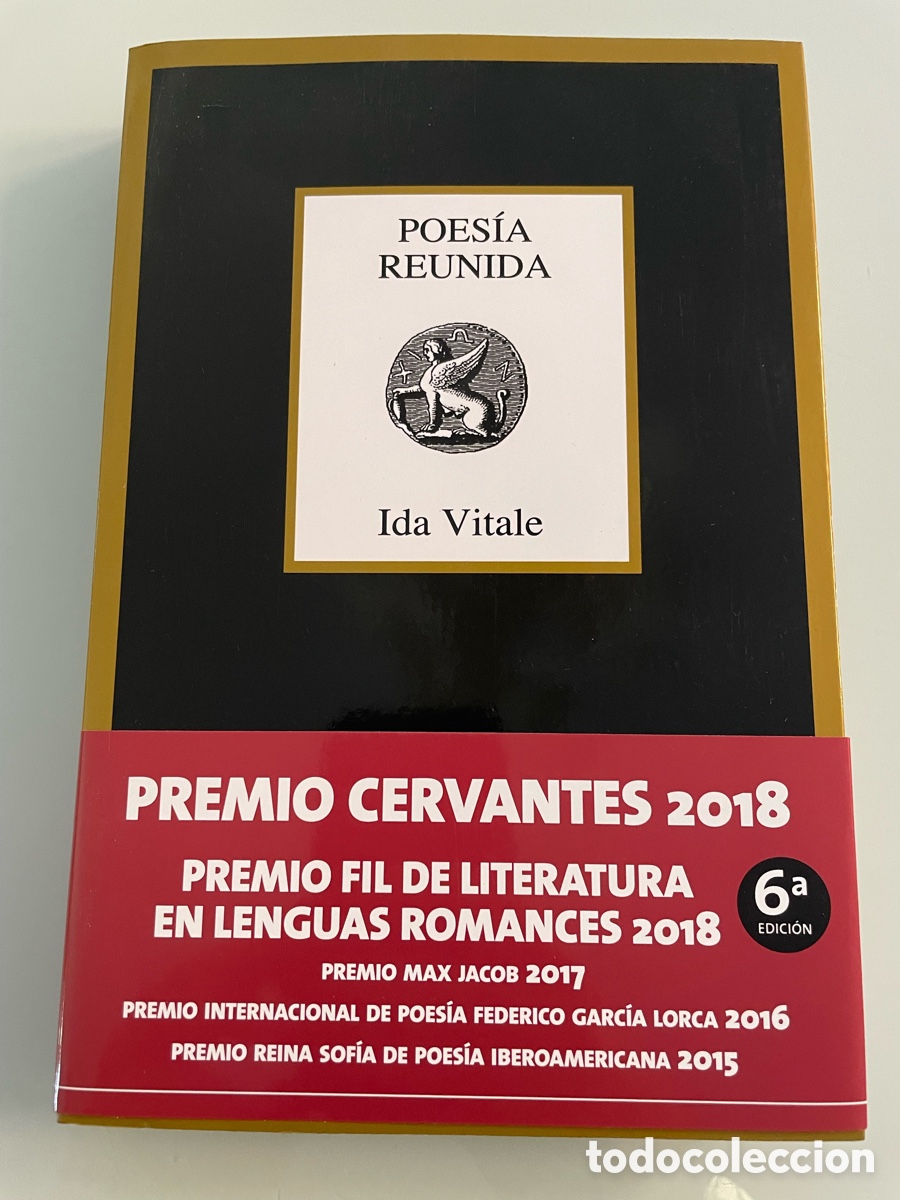 POESÍA
REUNIDA
Ida Vitale
PREMIO CERVANTES 2018
PREMIO FIL DE LITERATURA
EN LENGUAS ROMANCES 2018
6ª
EDICIÓN
PREMIO MAX JACOB 2017
PREMIO INTERNACIONAL DE POESÍA FEDERICO GARCÍA LORCA 2016
PREMIO REINA SOFÍA DE POESÍA IBEROAMERICANA 2015
todocoleccion